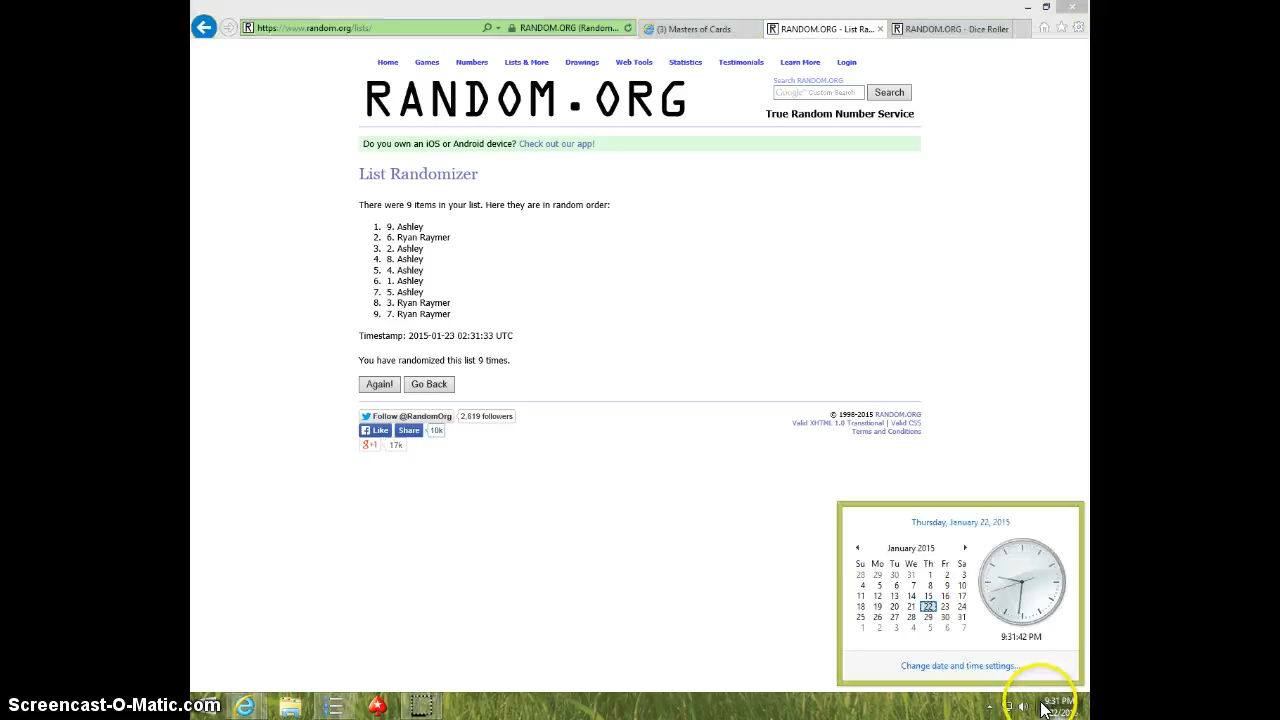 https://www.random.org/lists/
RANDOM.ORG (Random...
(3) Masters of Cards
RANDOM.ORG - List Ra...
RANDOM.ORG - Dice Roller
Home Games Numbers Lists & More Drawings Web Tools Statistics Testimonials Learn More Login
RANDOM.ORG
Search RANDOM.ORG
Google™ Custom Search
Search
True Random Number Service
Do you own an iOS or Android device? Check out our app!
List Randomizer
There were 9 items in your list. Here they are in random order:
1. 9. Ashley
2. 6. Ryan Raymer
3. 2. Ashley
4. 8. Ashley
5. 4. Ashley
6. 1. Ashley
7. 5. Ashley
8. 3. Ryan Raymer
9. 7. Ryan Raymer
Timestamp: 2015-01-23 02:31:33 UTC
You have randomized this list 9 times.
Again! Go Back
Follow @RandomOrg 2,619 followers
Like Share 10k
g+1 17k
© 1998-2015 RANDOM.ORG
Valid XHTML 1.0 Transitional | Valid CSS
Terms and Conditions
Thursday, January 22, 2015
January 2015
Su Mo Tu We Th Fr Sa
28 29 30 31 1 2 3
4 5 6 7 8 9 10
11 12 13 14 15 16 17
18 19 20 21 22 23 24
25 26 27 28 29 30 31
1 2 3 4 5 6 7
9:31:42 PM
Change date and time settings...
9:31 PM
Screencast-O-Matic.com